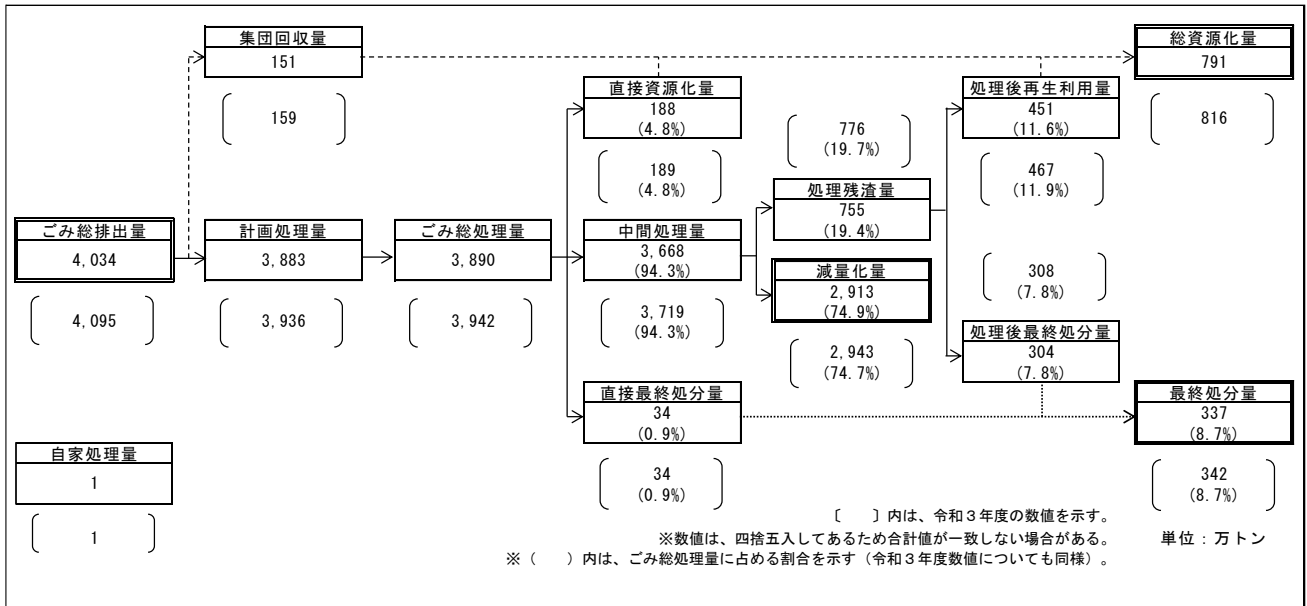 集団回収量
151
〔159〕
総資源化量
791
〔816〕
直接資源化量
188
(4.8%)
〔189
(4.8%)〕
処理後再生利用量
451
(11.6%)
〔467
(11.9%)〕
〔776
(19.7%)〕
処理残渣量
755
(19.4%)
ごみ総排出量
4,034
〔4,095〕
計画処理量
3,883
〔3,936〕
ごみ総処理量
3,890
〔3,942〕
中間処理量
3,668
(94.3%)
〔3,719
(94.3%)〕
減量化量
2,913
(74.9%)
〔2,943
(74.7%)〕
〔308
(7.8%)〕
処理後最終処分量
304
(7.8%)
直接最終処分量
34
(0.9%)
〔34
(0.9%)〕
最終処分量
337
(8.7%)
〔342
(8.7%)〕
自家処理量
1
〔1〕
〔　　〕内は、令和3年度の数値を示す。
※数値は、四捨五入してあるため合計値が一致しない場合がある。
単位：万トン
※（　　）内は、ごみ総処理量に占める割合を示す（令和3年度数値についても同様）。